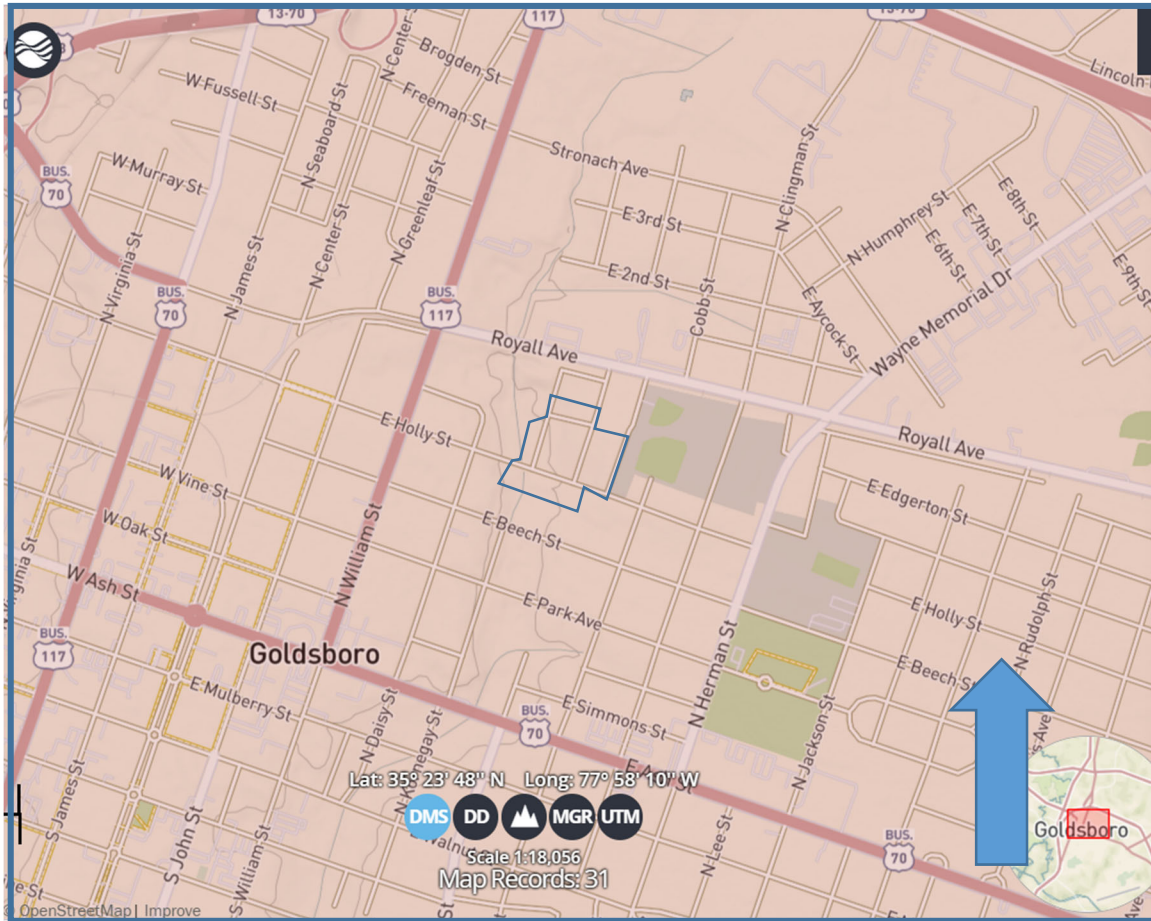 13-70
117
13-70
Lincoln
N Center St
Brogden St
W Fussell St
Freeman St
N Seaboard St
Stronach Ave
N Clingman St
W Murray St
BUS.
70
N Greenleaf St
E 3rd St
E 8th St
N Humphrey St
E 7th St
N Center St
E 6th St
N James St
N Virginia St
E 2nd St
E 9th St
Cobb St
E Aycock St
Wayne Memorial Dr
BUS.
70
BUS.
117
Royall Ave
E Holly St
Royall Ave
W Vine St
E Edgerton St
W Oak St
E Beech St
N William St
W Ash St
Virginia St
E Park Ave
E Holly St
N Rudolph St
BUS.
117
Goldsboro
N Herman St
E Beech St
E Mulberry St
N Daisy St
E Simmons St
BUS.
70
N Jackson St
s Ave
Lat: 35° 23' 48'' N Long: 77° 58' 10'' W
DMS DD MGR UTM
Goldsboro
S James St
S John St
Walnut
N Lee St
BUS.
70
Scale 1:18,056
Map Records: 31
S William St
© OpenStreetMap | Improve